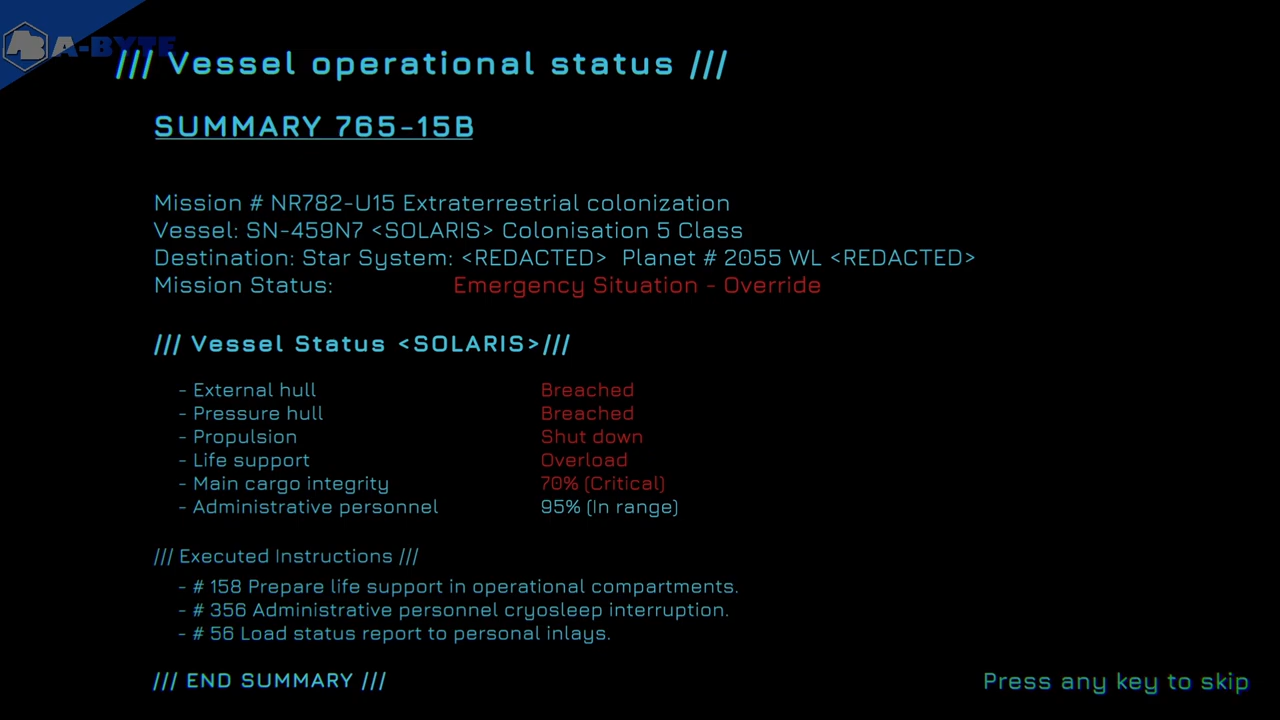 A-BYTE
/// Vessel operational status ///
SUMMARY 765-15B
Mission # NR782-U15 Extraterrestrial colonization
Vessel: SN-459N7 <SOLARIS> Colonisation 5 Class
Destination: Star System: <REDACTED> Planet # 2055 WL <REDACTED>
Mission Status: Emergency Situation - Override
/// Vessel Status <SOLARIS>///
- External hull Breached
- Pressure hull Breached
- Propulsion Shut down
- Life support Overload
- Main cargo integrity 70% (Critical)
- Administrative personnel 95% (In range)
/// Executed Instructions ///
- # 158 Prepare life support in operational compartments.
- # 356 Administrative personnel cryosleep interruption.
- # 56 Load status report to personal inlays.
/// END SUMMARY ///
Press any key to skip